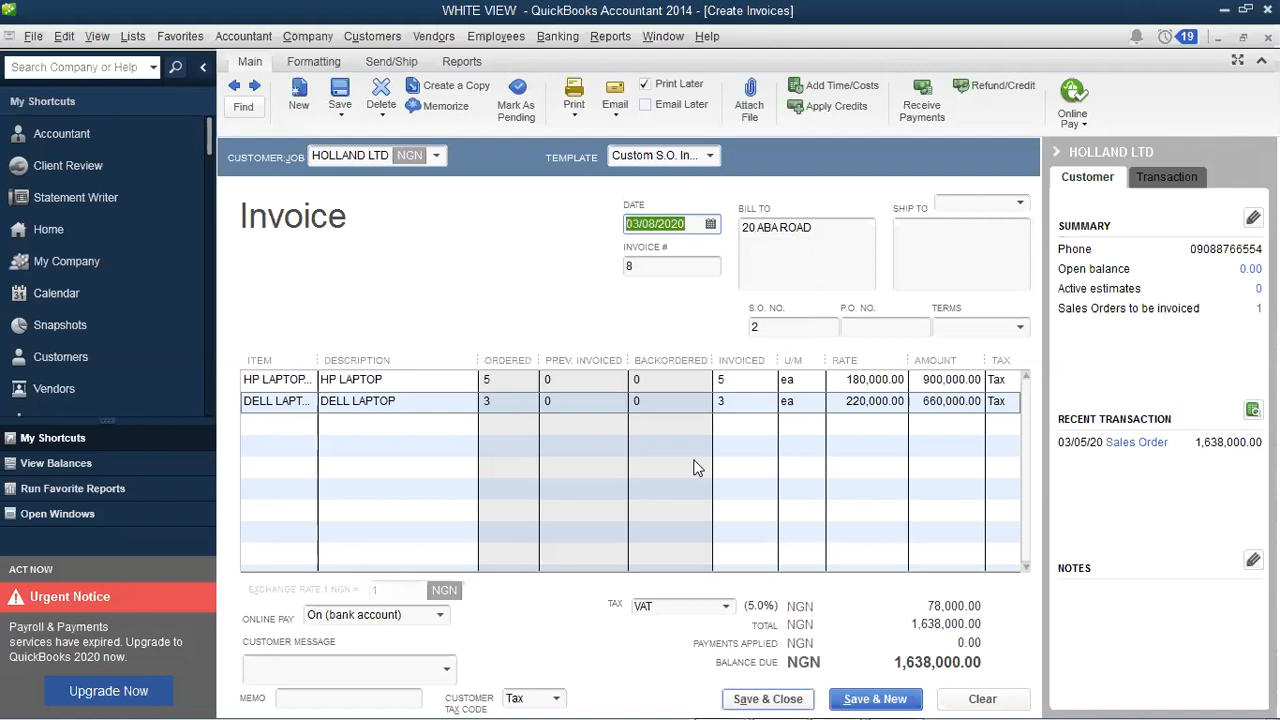 WHITE VIEW - QuickBooks Accountant 2014 - [Create Invoices]
File Edit View Lists Favorites Accountant Company Customers Vendors Employees Banking Reports Window Help 19
Search Company or Help
My Shortcuts
Accountant
Client Review
Statement Writer
Home
My Company
Calendar
Snapshots
Customers
Vendors
My Shortcuts
View Balances
Run Favorite Reports
Open Windows
ACT NOW
Urgent Notice
Payroll & Payments
services have expired. Upgrade to
QuickBooks 2020 now.
Upgrade Now
Main Formatting Send/Ship Reports
Find
New
Save
Delete
Create a Copy
Memorize
Mark As
Pending
Print
Email
Print Later
Email Later
Attach
File
Add Time/Costs
Apply Credits
Receive
Payments
Refund/Credit
Online
Pay
CUSTOMER:JOB HOLLAND LTD NGN TEMPLATE Custom S.O. In...
Invoice
DATE
03/08/2020
INVOICE #
8
BILL TO
20 ABA ROAD
SHIP TO
S.O. NO. P.O. NO. TERMS
2
ITEM DESCRIPTION ORDERED PREV. INVOICED BACKORDERED INVOICED U/M RATE AMOUNT TAX
HP LAPTOP... HP LAPTOP 5 0 0 5 ea 180,000.00 900,000.00 Tax
DELL LAPT... DELL LAPTOP 3 0 0 3 ea 220,000.00 660,000.00 Tax
EXCHANGE RATE 1 NGN = 1 NGN
ONLINE PAY On (bank account)
CUSTOMER MESSAGE
MEMO
CUSTOMER
TAX CODE
Tax
TAX VAT (5.0%) NGN 78,000.00
TOTAL NGN 1,638,000.00
PAYMENTS APPLIED NGN 0.00
BALANCE DUE NGN 1,638,000.00
Save & Close Save & New Clear
HOLLAND LTD
Customer Transaction
SUMMARY
Phone 09088766554
Open balance 0.00
Active estimates 0
Sales Orders to be invoiced 1
RECENT TRANSACTION
03/05/20 Sales Order 1,638,000.00
NOTES